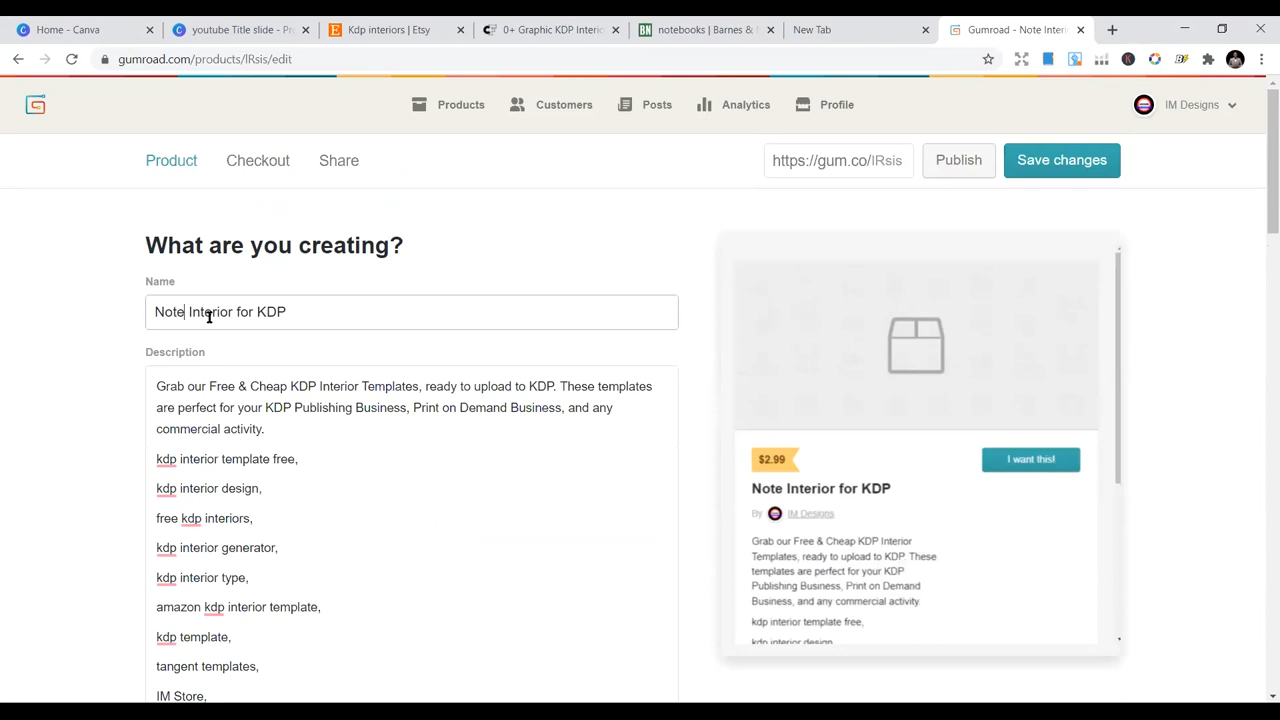 Home - Canva
youtube Title slide - Pr
Kdp interiors | Etsy
0+ Graphic KDP Interio
notebooks | Barnes &
New Tab
Gumroad - Note Interi
gumroad.com/products/lRsis/edit
Products
Customers
Posts
Analytics
Profile
IM Designs
Product
Checkout
Share
https://gum.co/lRsis
Publish
Save changes
What are you creating?
Name
Note Interior for KDP
Description
Grab our Free & Cheap KDP Interior Templates, ready to upload to KDP. These templates
are perfect for your KDP Publishing Business, Print on Demand Business, and any
commercial activity.
kdp interior template free,
kdp interior design,
free kdp interiors,
kdp interior generator,
kdp interior type,
amazon kdp interior template,
kdp template,
tangent templates,
IM Store,
$2.99
I want this!
Note Interior for KDP
By IM Designs
Grab our Free & Cheap KDP Interior
Templates, ready to upload to KDP. These
templates are perfect for your KDP
Publishing Business, Print on Demand
Business, and any commercial activity.
kdp interior template free,
kdp interior design